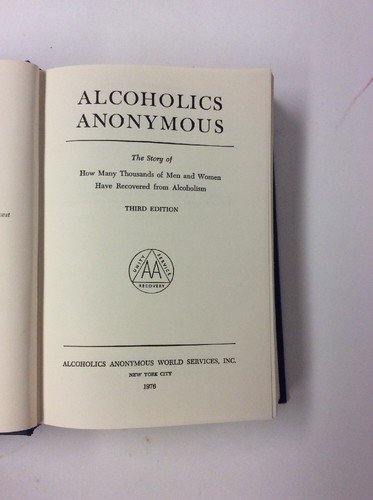 ALCOHOLICS
ANONYMOUS
The Story of
How Many Thousands of Men and Women
Have Recovered from Alcoholism
THIRD EDITION
UNITY
SERVICE
AA
RECOVERY
ALCOHOLICS ANONYMOUS WORLD SERVICES, INC.
NEW YORK CITY
1976